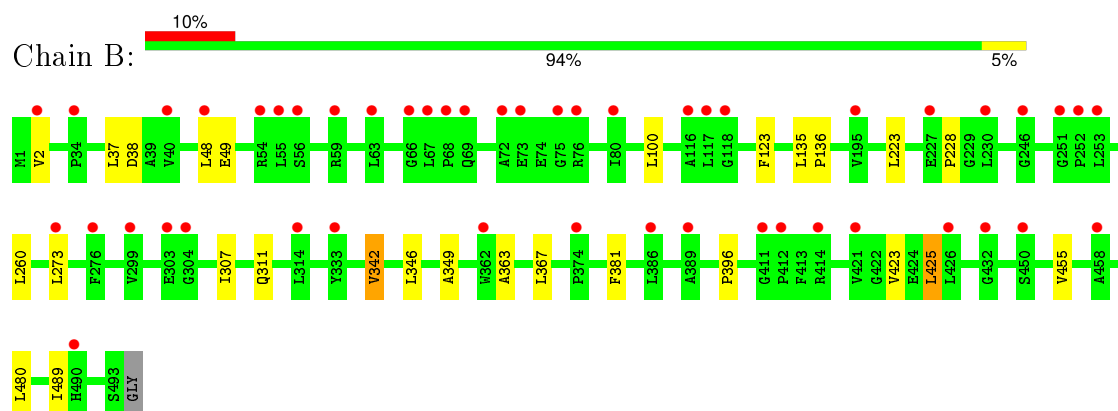 10%
Chain B:
94% 5%
M1 V2 P34 L37 D38 A39 V40 L48 E49 R54 L55 S56 R59 L63 G66 L67 P68 Q69 A72 E73 E74 G75 R76 I80 L100 A116 L117 G118 F123 L135 P136 V195 L223 E227 P228 G229 L230 G246 G251 P252 L253
L260 L273 F276 V299 E303 G304 I307 Q311 L314 Y333 V342 L346 A349 W362 A363 L367 P374 F381 L386 A389 P396 G411 P412 F413 R414 V421 G422 V423 E424 L425 L426 G432 S450 V455 A458
L480 I489 H490 S493 GLY